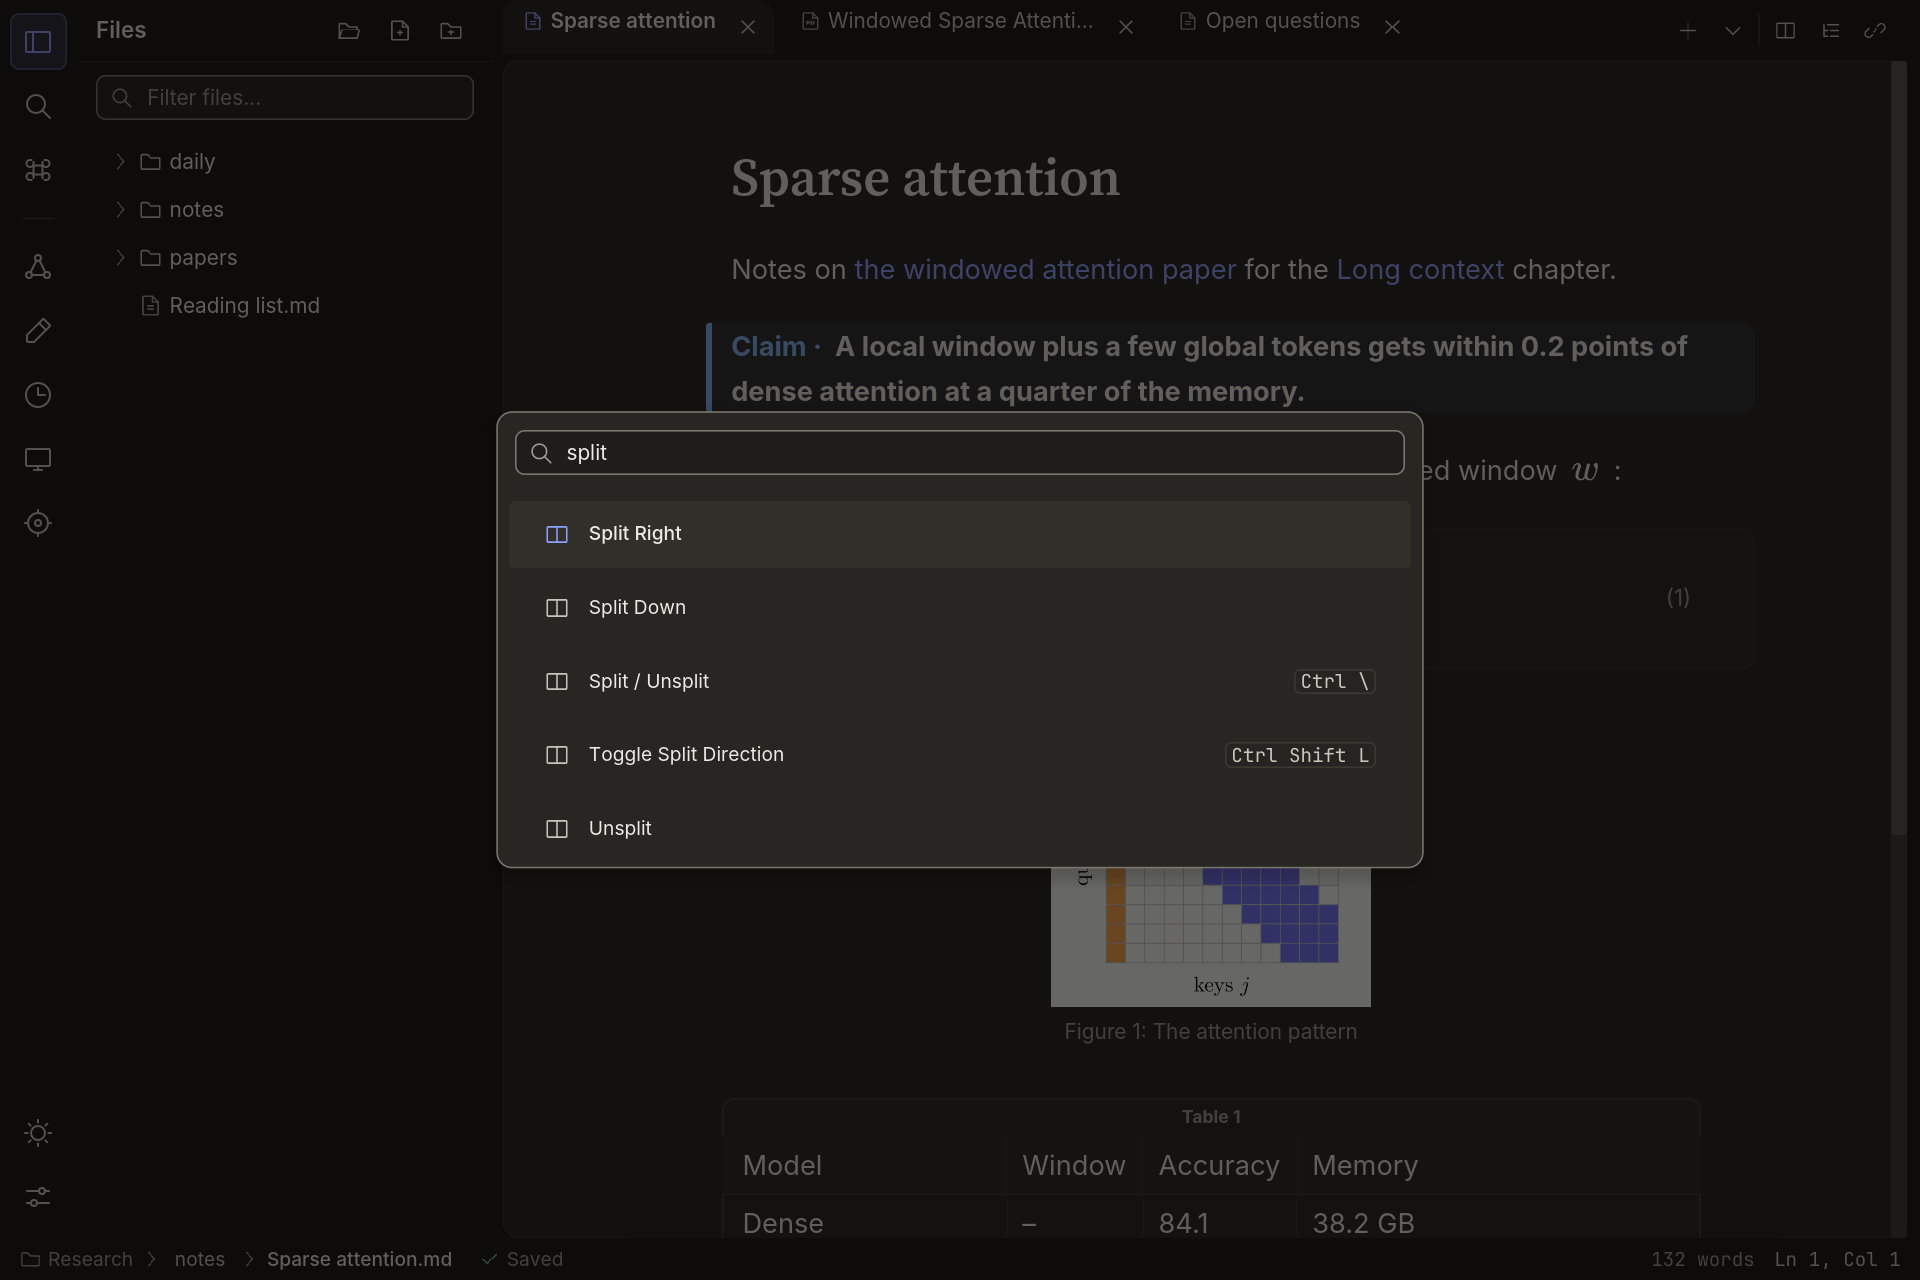 Files
Filter files...
daily
notes
papers
Reading list.md
Sparse attention
Windowed Sparse Attenti...
Open questions
Sparse attention
Notes on the windowed attention paper for the Long context chapter.
Claim · A local window plus a few global tokens gets within 0.2 points of
dense attention at a quarter of the memory.
split
ed window w :
Split Right
(1)
Split Down
Split / Unsplit Ctrl \
Toggle Split Direction Ctrl Shift L
Unsplit
qu
keys j
Figure 1: The attention pattern
Table 1
Model Window Accuracy Memory
Dense – 84.1 38.2 GB
Research notes Sparse attention.md Saved
132 words Ln 1, Col 1